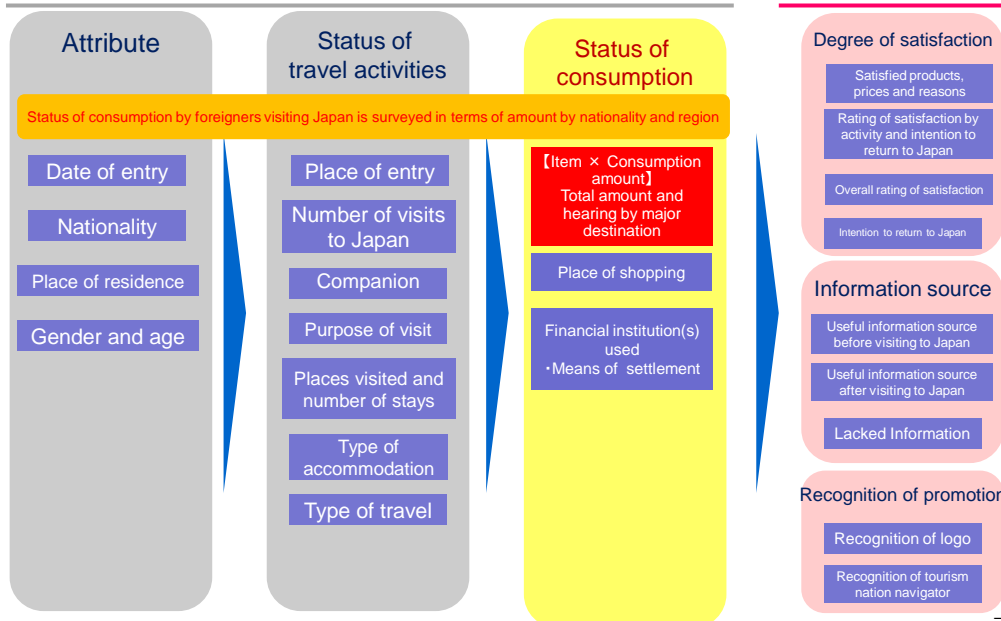 Attribute
Date of entry
Nationality
Place of residence
Gender and age
Status of
travel activities
Status of consumption by foreigners visiting Japan is surveyed in terms of amount by nationality and region
Place of entry
Number of visits
to Japan
Companion
Purpose of visit
Places visited and
number of stays
Type of
accommodation
Type of travel
Status of
consumption
【Item × Consumption
amount】
Total amount and
hearing by major
destination
Place of shopping
Financial institution(s)
used
・Means of settlement
Degree of satisfaction
Satisfied products,
prices and reasons
Rating of satisfaction by
activity and intention to
return to Japan
Overall rating of satisfaction
Intention to return to Japan
Information source
Useful information source
before visiting to Japan
Useful information source
after visiting to Japan
Lacked Information
Recognition of promotion
Recognition of logo
Recognition of tourism
nation navigator